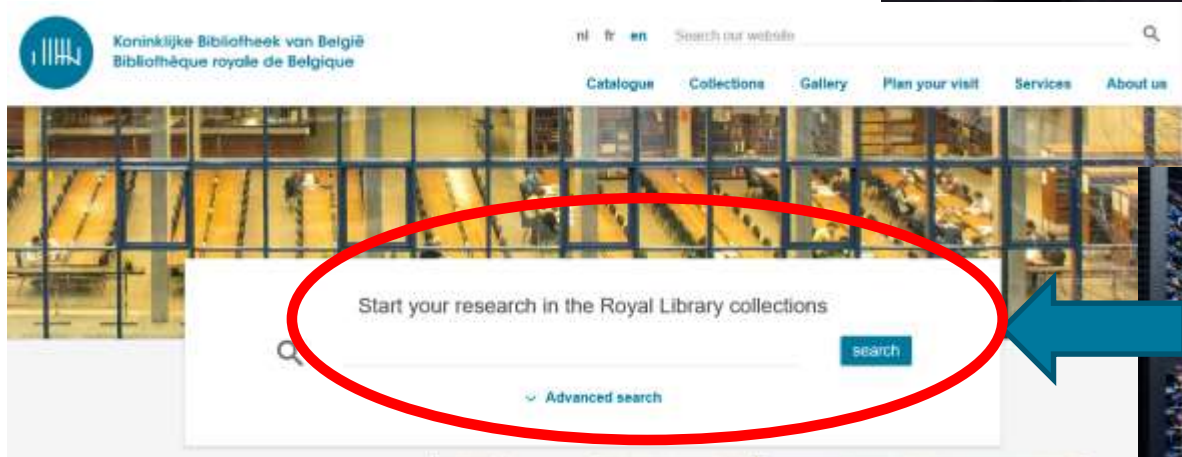 Koninklijke Bibliotheek van België
Bibliothèque royale de Belgique
nl fr en Search our website
Catalogue Collections Gallery Plan your visit Services About us
Start your research in the Royal Library collections
search
Advanced search